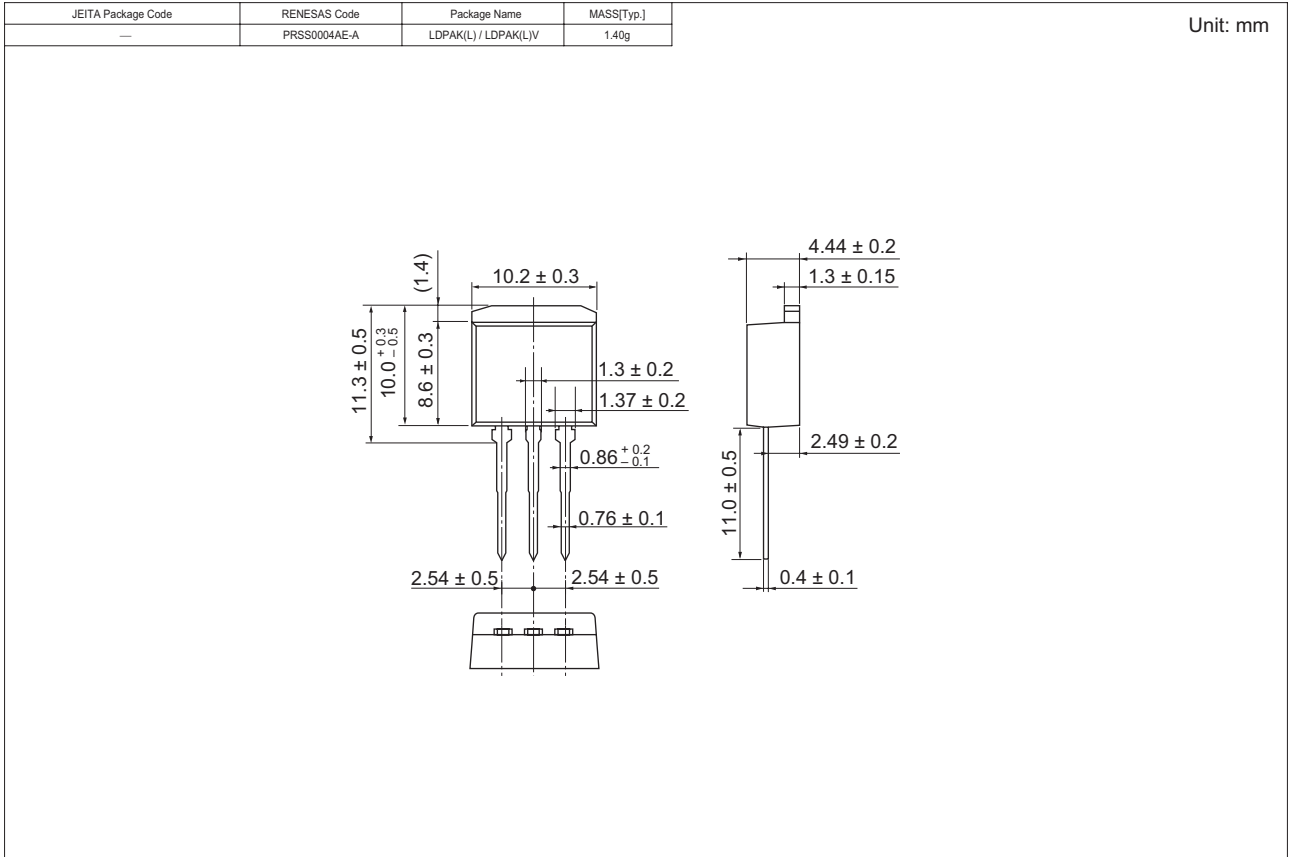 JEITA Package Code RENESAS Code Package Name MASS[Typ.]
— PRSS0004AE-A LDPAK(L) / LDPAK(L)V 1.40g
Unit: mm
4.44 ± 0.2
(1.4)
10.2 ± 0.3
1.3 ± 0.15
11.3 ± 0.5
10.0 + 0.3 – 0.5
8.6 ± 0.3
1.3 ± 0.2
1.37 ± 0.2
2.49 ± 0.2
0.86 + 0.2 – 0.1
11.0 ± 0.5
0.76 ± 0.1
2.54 ± 0.5
2.54 ± 0.5
0.4 ± 0.1